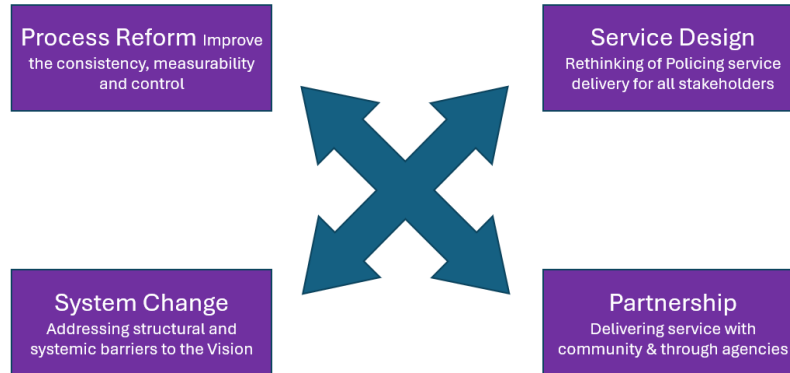 Process Reform Improve
the consistency, measurability
and control
Service Design
Rethinking of Policing service
delivery for all stakeholders
System Change
Addressing structural and
systemic barriers to the Vision
Partnership
Delivering service with
community & through agencies